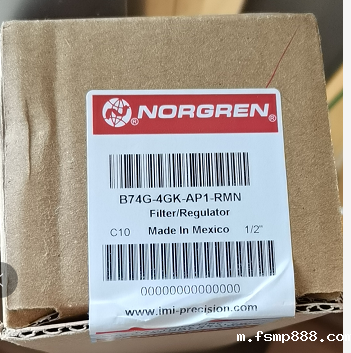 NORGREN®
B74G-4GK-AP1-RMN
Filter/Regulator
C10 Made In Mexico 1/2"
00000000000000
www.imi-precision.com
m.fsmp888.com